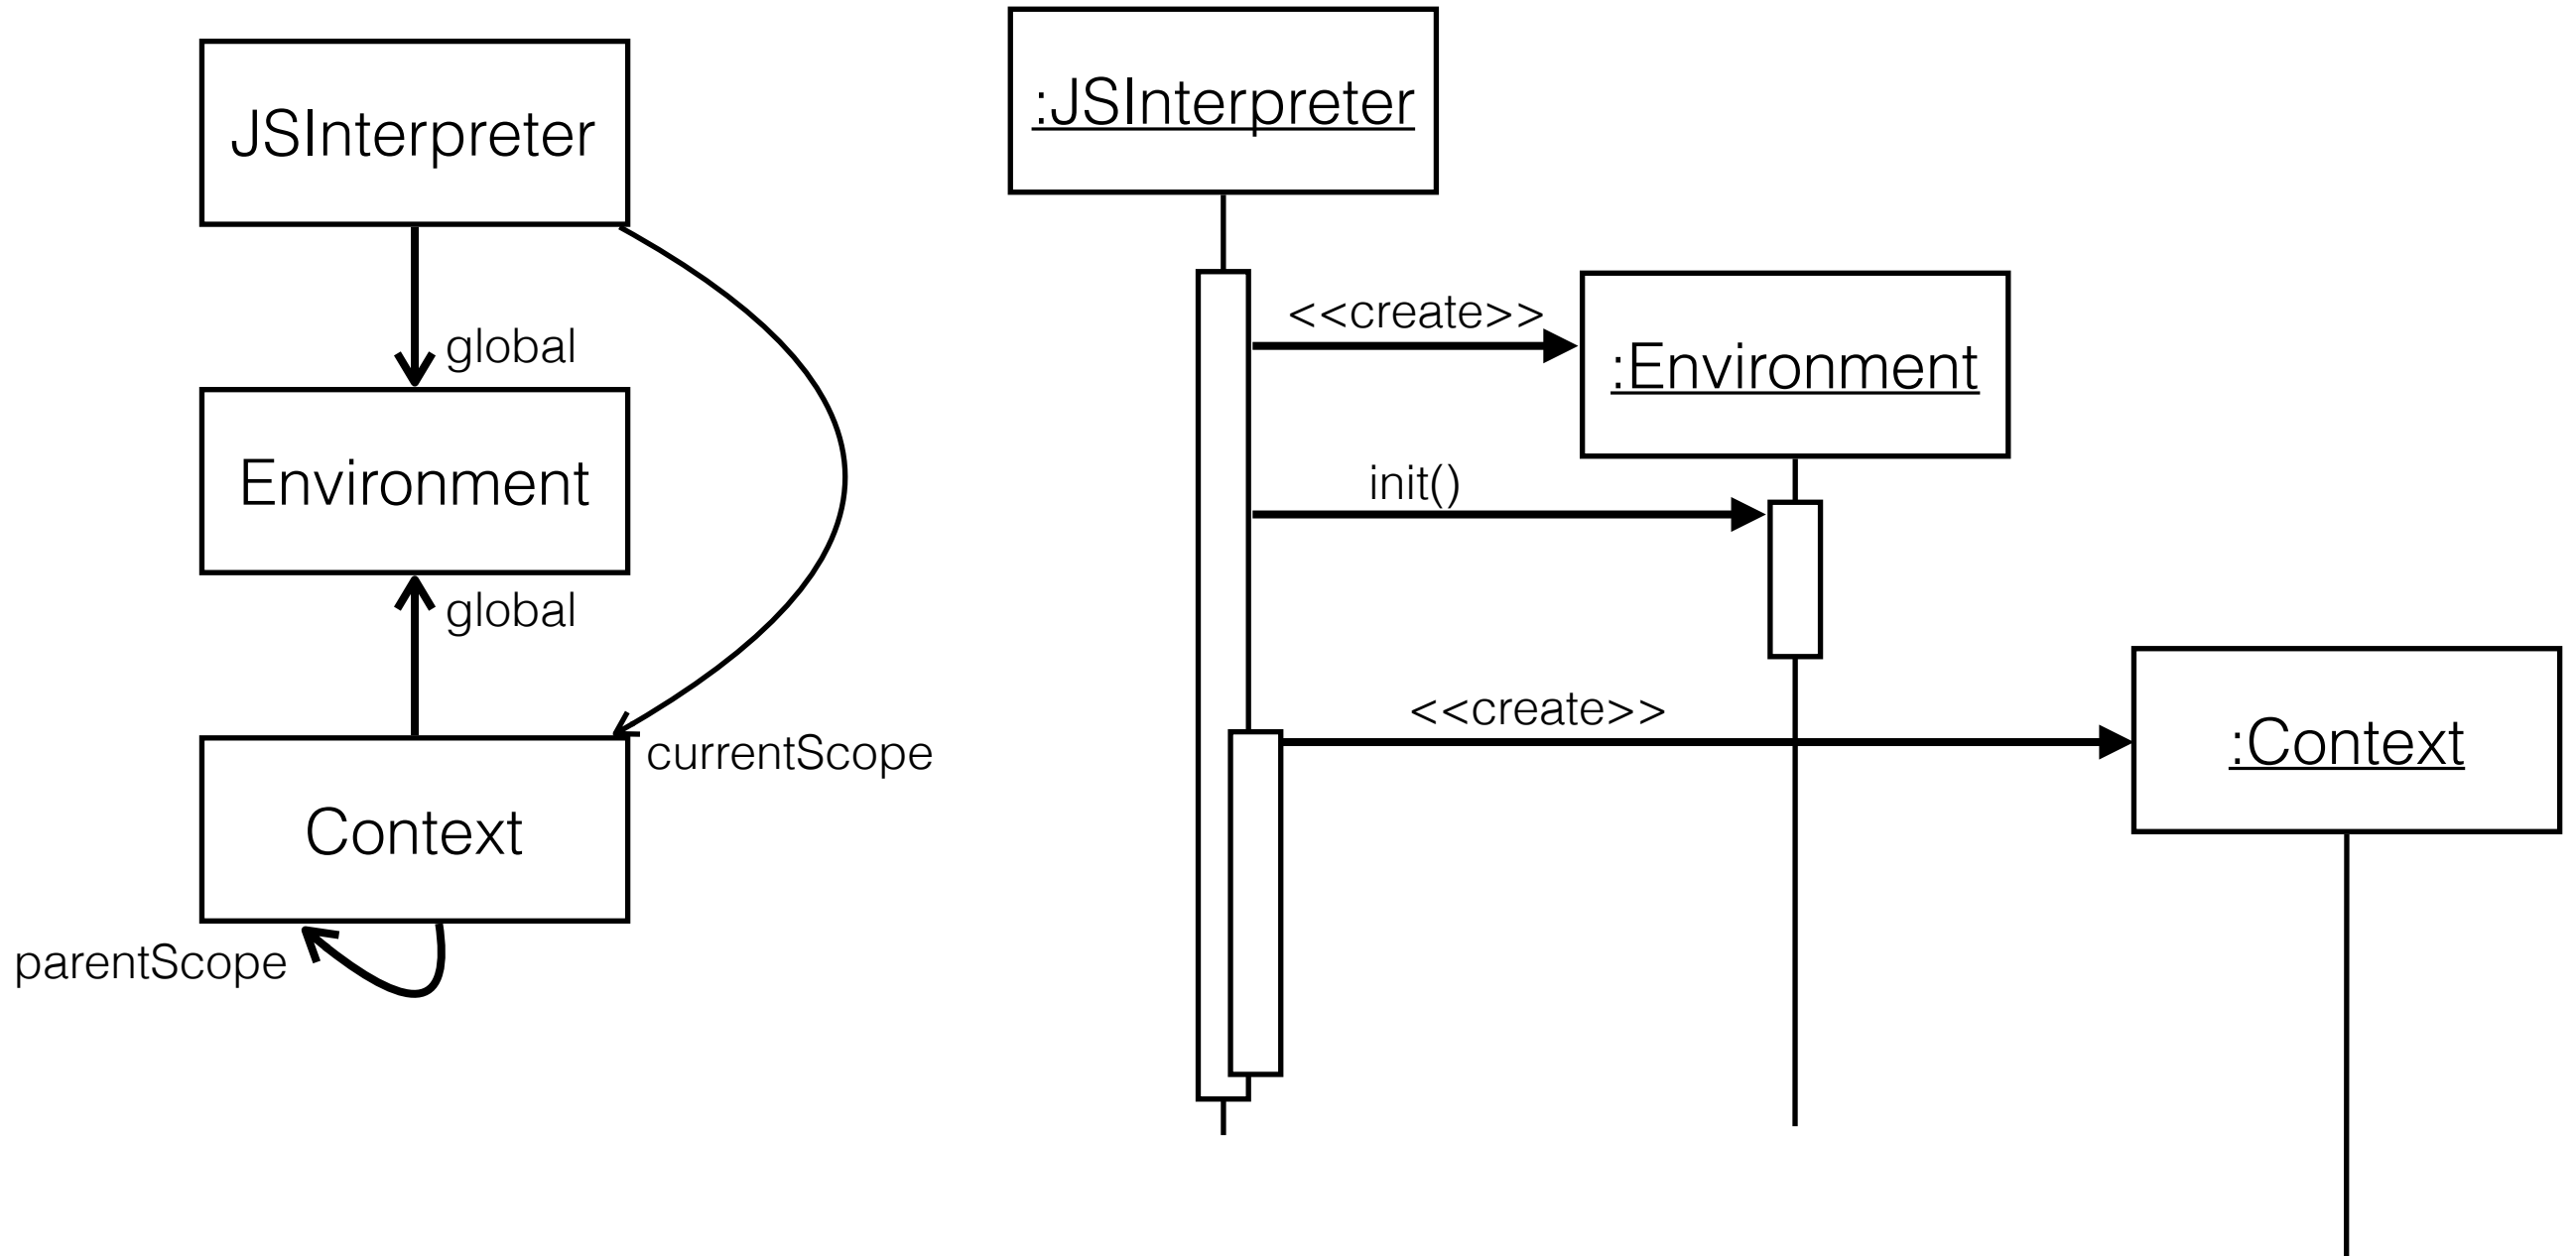 JSInterpreter
global
Environment
global
currentScope
Context
parentScope
:JSInterpreter
<<create>>
:Environment
init()
<<create>>
:Context